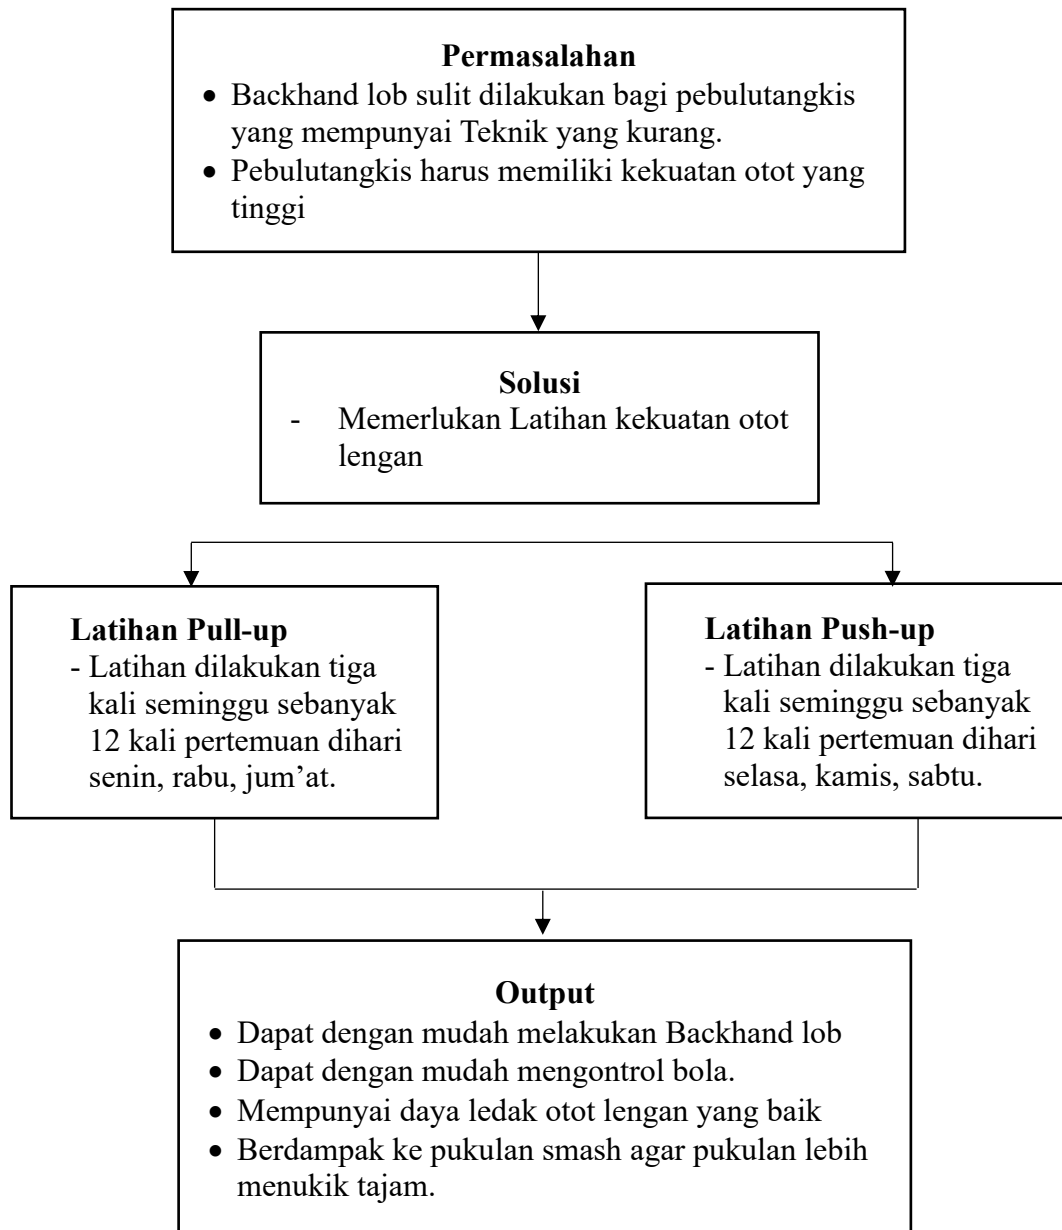 Permasalahan
• Backhand lob sulit dilakukan bagi pebulutangkis
yang mempunyai Teknik yang kurang.
• Pebulutangkis harus memiliki kekuatan otot yang
tinggi
Solusi
- Memerlukan Latihan kekuatan otot
lengan
Latihan Pull-up
- Latihan dilakukan tiga
kali seminggu sebanyak
12 kali pertemuan dihari
senin, rabu, jum’at.
Latihan Push-up
- Latihan dilakukan tiga
kali seminggu sebanyak
12 kali pertemuan dihari
selasa, kamis, sabtu.
Output
• Dapat dengan mudah melakukan Backhand lob
• Dapat dengan mudah mengontrol bola.
• Mempunyai daya ledak otot lengan yang baik
• Berdampak ke pukulan smash agar pukulan lebih
menukik tajam.